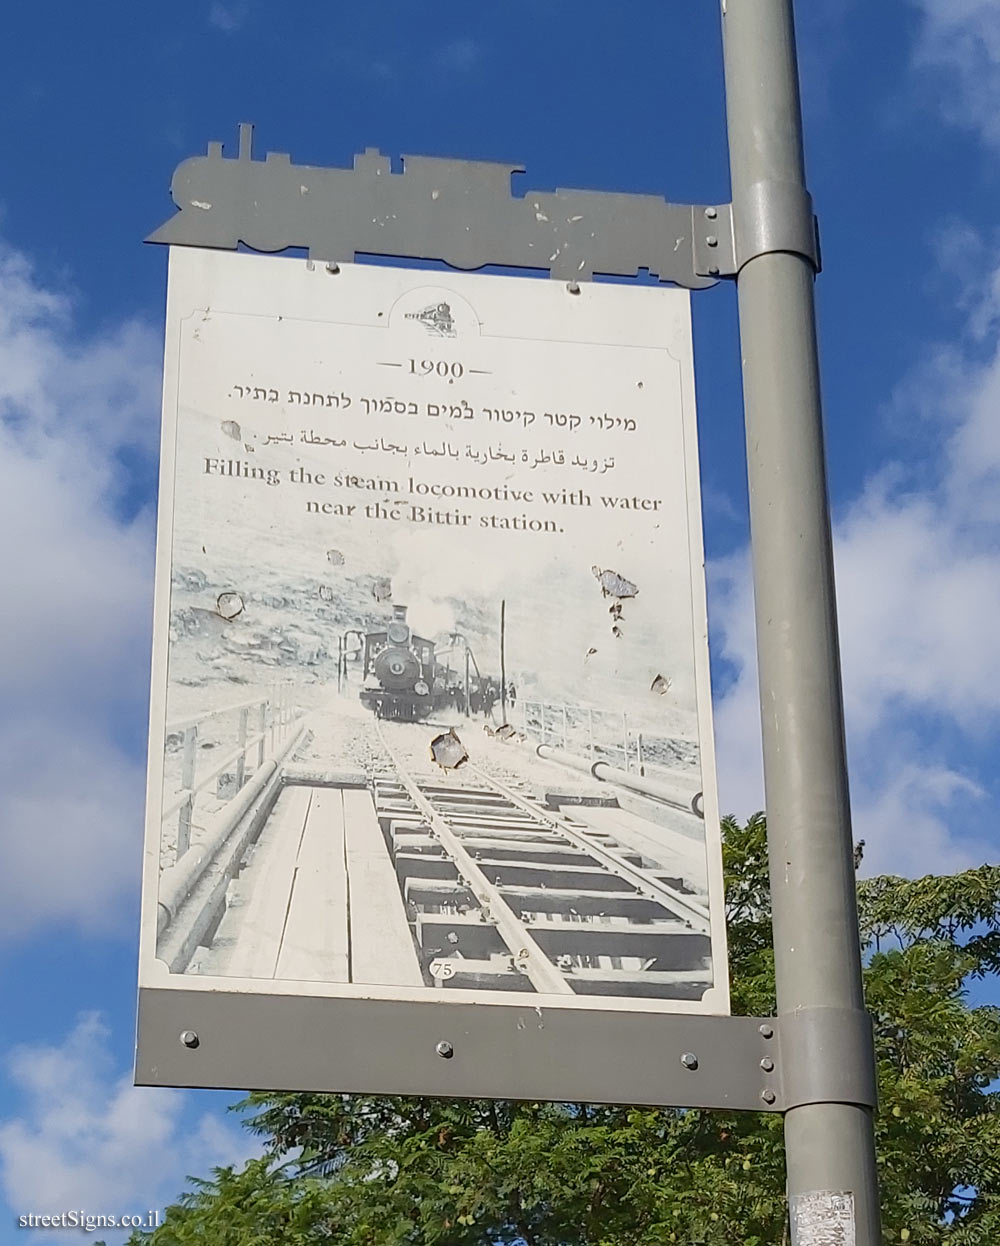 —1900—
מילוי קטר קיטור במים בסמוך לתחנת בתיר.
تزويد قاطرة بخارية بالماء بجانب محطة بتير.
Filling the steam locomotive with water
near the Bittir station.
75
streetSigns.co.il